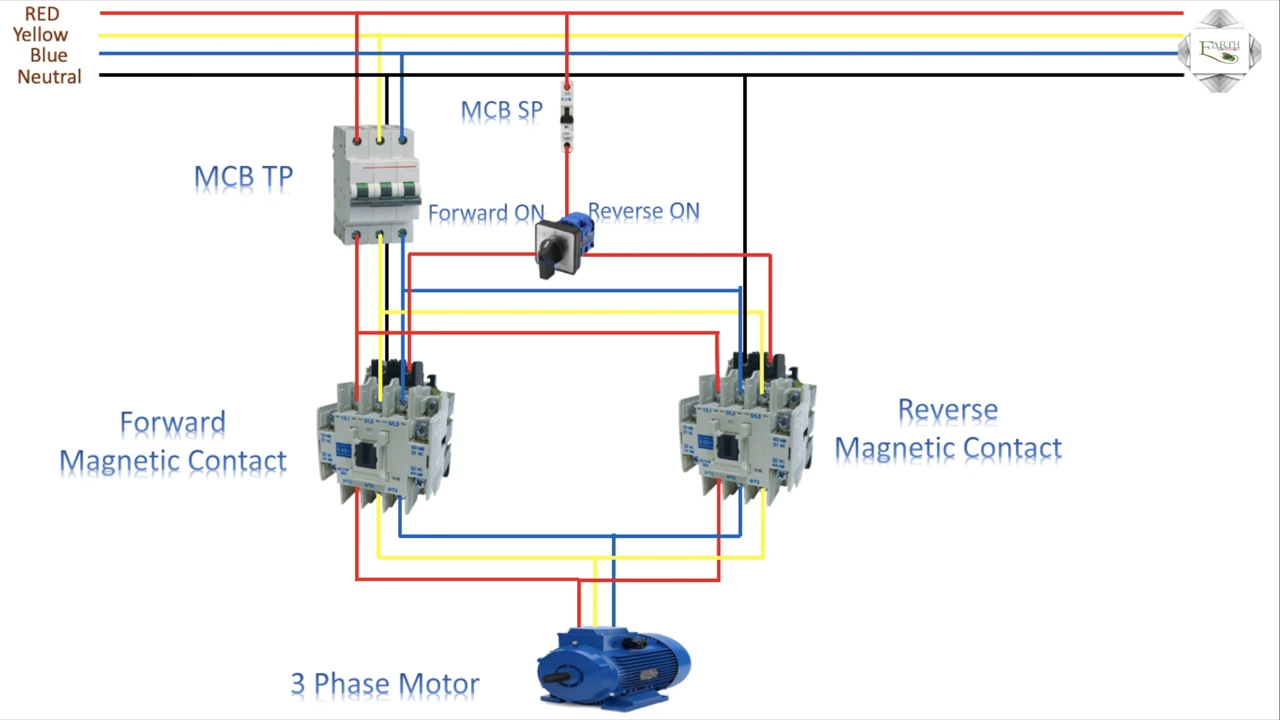 RED
Yellow
Blue
Neutral
EARTH
MCB SP
MCB TP
Forward ON
Reverse ON
Forward
Magnetic Contact
Reverse
Magnetic Contact
3 Phase Motor